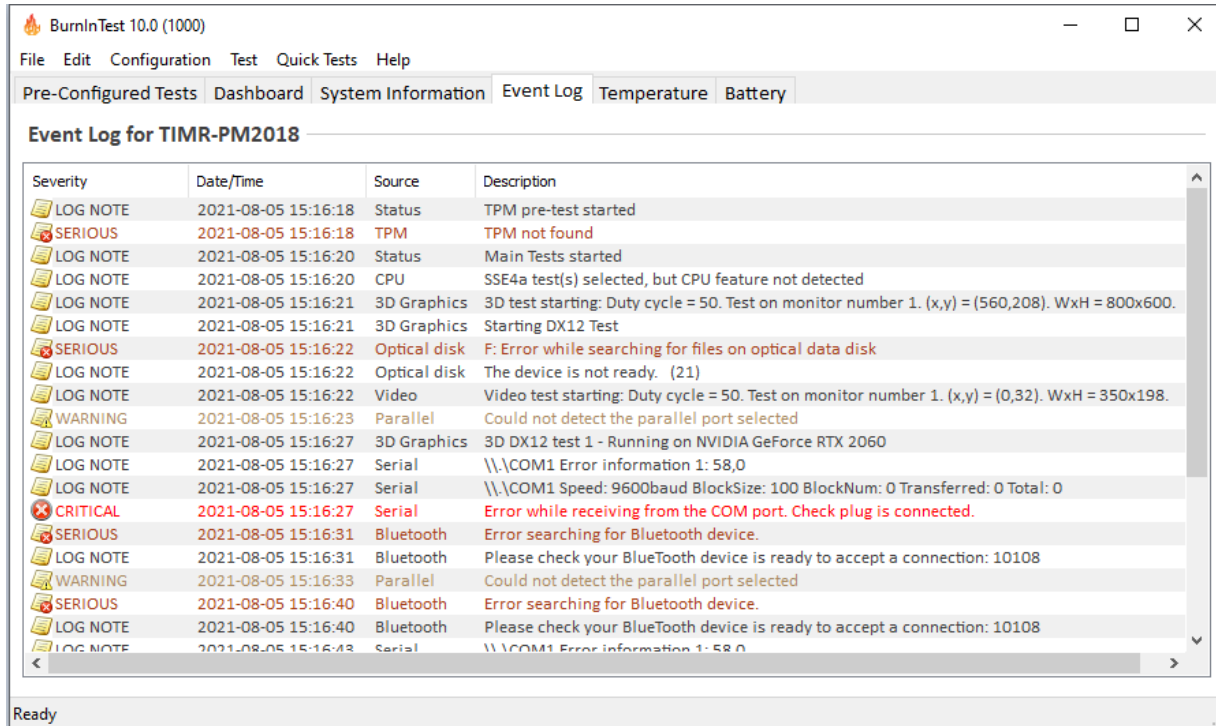 BurnInTest 10.0 (1000)
File Edit Configuration Test Quick Tests Help
Pre-Configured Tests Dashboard System Information Event Log Temperature Battery
Event Log for TIMR-PM2018
Severity Date/Time Source Description
LOG NOTE 2021-08-05 15:16:18 Status TPM pre-test started
SERIOUS 2021-08-05 15:16:18 TPM TPM not found
LOG NOTE 2021-08-05 15:16:20 Status Main Tests started
LOG NOTE 2021-08-05 15:16:20 CPU SSE4a test(s) selected, but CPU feature not detected
LOG NOTE 2021-08-05 15:16:21 3D Graphics 3D test starting: Duty cycle = 50. Test on monitor number 1. (x,y) = (560,208). WxH = 800x600.
LOG NOTE 2021-08-05 15:16:21 3D Graphics Starting DX12 Test
SERIOUS 2021-08-05 15:16:22 Optical disk F: Error while searching for files on optical data disk
LOG NOTE 2021-08-05 15:16:22 Optical disk The device is not ready. (21)
LOG NOTE 2021-08-05 15:16:22 Video Video test starting: Duty cycle = 50. Test on monitor number 1. (x,y) = (0,32). WxH = 350x198.
WARNING 2021-08-05 15:16:23 Parallel Could not detect the parallel port selected
LOG NOTE 2021-08-05 15:16:27 3D Graphics 3D DX12 test 1 - Running on NVIDIA GeForce RTX 2060
LOG NOTE 2021-08-05 15:16:27 Serial \\.\COM1 Error information 1: 58,0
LOG NOTE 2021-08-05 15:16:27 Serial \\.\COM1 Speed: 9600baud BlockSize: 100 BlockNum: 0 Transferred: 0 Total: 0
CRITICAL 2021-08-05 15:16:27 Serial Error while receiving from the COM port. Check plug is connected.
SERIOUS 2021-08-05 15:16:31 Bluetooth Error searching for Bluetooth device.
LOG NOTE 2021-08-05 15:16:31 Bluetooth Please check your BlueTooth device is ready to accept a connection: 10108
WARNING 2021-08-05 15:16:33 Parallel Could not detect the parallel port selected
SERIOUS 2021-08-05 15:16:40 Bluetooth Error searching for Bluetooth device.
LOG NOTE 2021-08-05 15:16:40 Bluetooth Please check your BlueTooth device is ready to accept a connection: 10108
LOG NOTE 2021-08-05 15:16:43 Serial \\.\COM1 Error information 1: 58,0
Ready